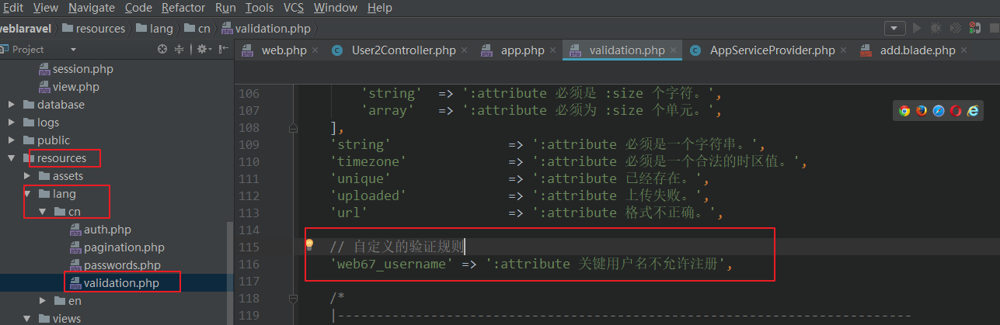 Edit View Navigate Code Refactor Run Tools VCS Window Help
weblaravel resources lang cn validation.php
Project
web.php × User2Controller.php × app.php × validation.php × AppServiceProvider.php × add.blade.php ×
session.php
view.php
database
logs
public
resources
assets
lang
cn
auth.php
pagination.php
passwords.php
validation.php
en
views
106 'string' => ':attribute 必须是 :size 个字符。',
107 'array' => ':attribute 必须为 :size 个单元。',
108 ],
109 'string' => ':attribute 必须是一个字符串。',
110 'timezone' => ':attribute 必须是一个合法的时区值。',
111 'unique' => ':attribute 已经存在。',
112 'uploaded' => ':attribute 上传失败。',
113 'url' => ':attribute 格式不正确。',
114
115 // 自定义的验证规则
116 'web67_username' => ':attribute 关键用户名不允许注册',
117
118 /*
119 |--------------------------------------------------------------------------